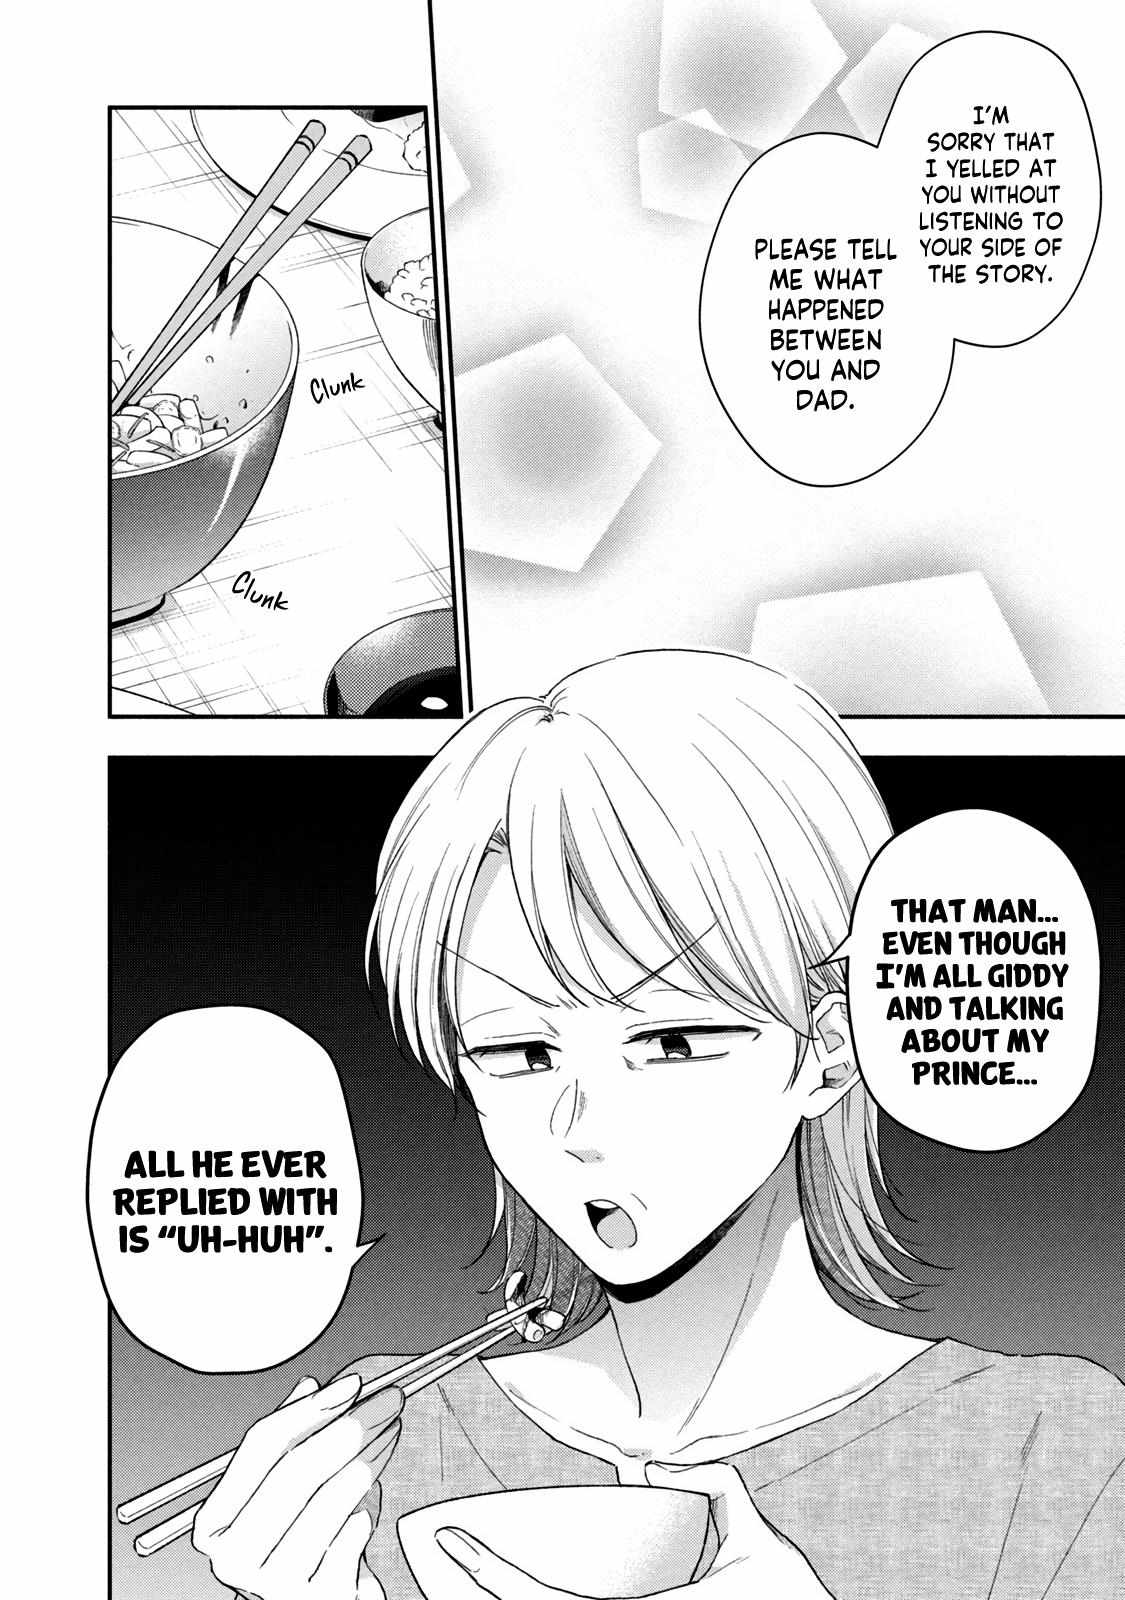 I'M
SORRY THAT
I YELLED AT
YOU WITHOUT
LISTENING TO
YOUR SIDE OF
THE STORY.
PLEASE TELL
ME WHAT
HAPPENED
BETWEEN
YOU AND
DAD.
Clunk
Clunk
THAT MAN...
EVEN THOUGH
I'M ALL GIDDY
AND TALKING
ABOUT MY
PRINCE...
ALL HE EVER
REPLIED WITH
IS “UH-HUH”.